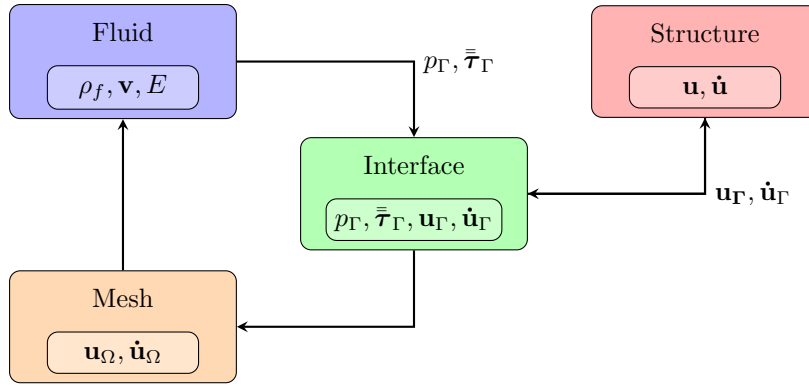 Fluid
ρ_f, 𝐯, E
p_Γ, 𝛕̿_Γ
Structure
𝐮, 𝐮̇
Interface
p_Γ, 𝛕̿_Γ, 𝐮_Γ, 𝐮̇_Γ
𝐮_𝚪, 𝐮̇_Γ
Mesh
𝐮_Ω, 𝐮̇_Ω